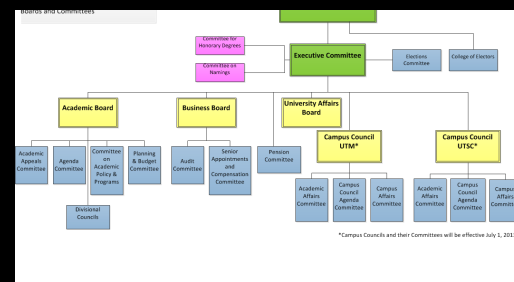 Boards and Committees
Committee for
Honorary Degrees
Committee on
Namings
Executive Committee
Elections
Committee
College of Electors
Academic Board
Business Board
University Affairs
Board
Campus Council
UTM*
Campus Council
UTSC*
Academic
Appeals
Committee
Agenda
Committee
Committee
on
Academic
Policy &
Programs
Planning
& Budget
Committee
Audit
Committee
Senior
Appointments
and
Compensation
Committee
Pension
Committee
Academic
Affairs
Committee
Campus
Council
Agenda
Committee
Campus
Affairs
Committee
Academic
Affairs
Committee
Campus
Council
Agenda
Committee
Campus
Affairs
Committe
Divisional
Councils
*Campus Councils and their Committees will be effective July 1, 201